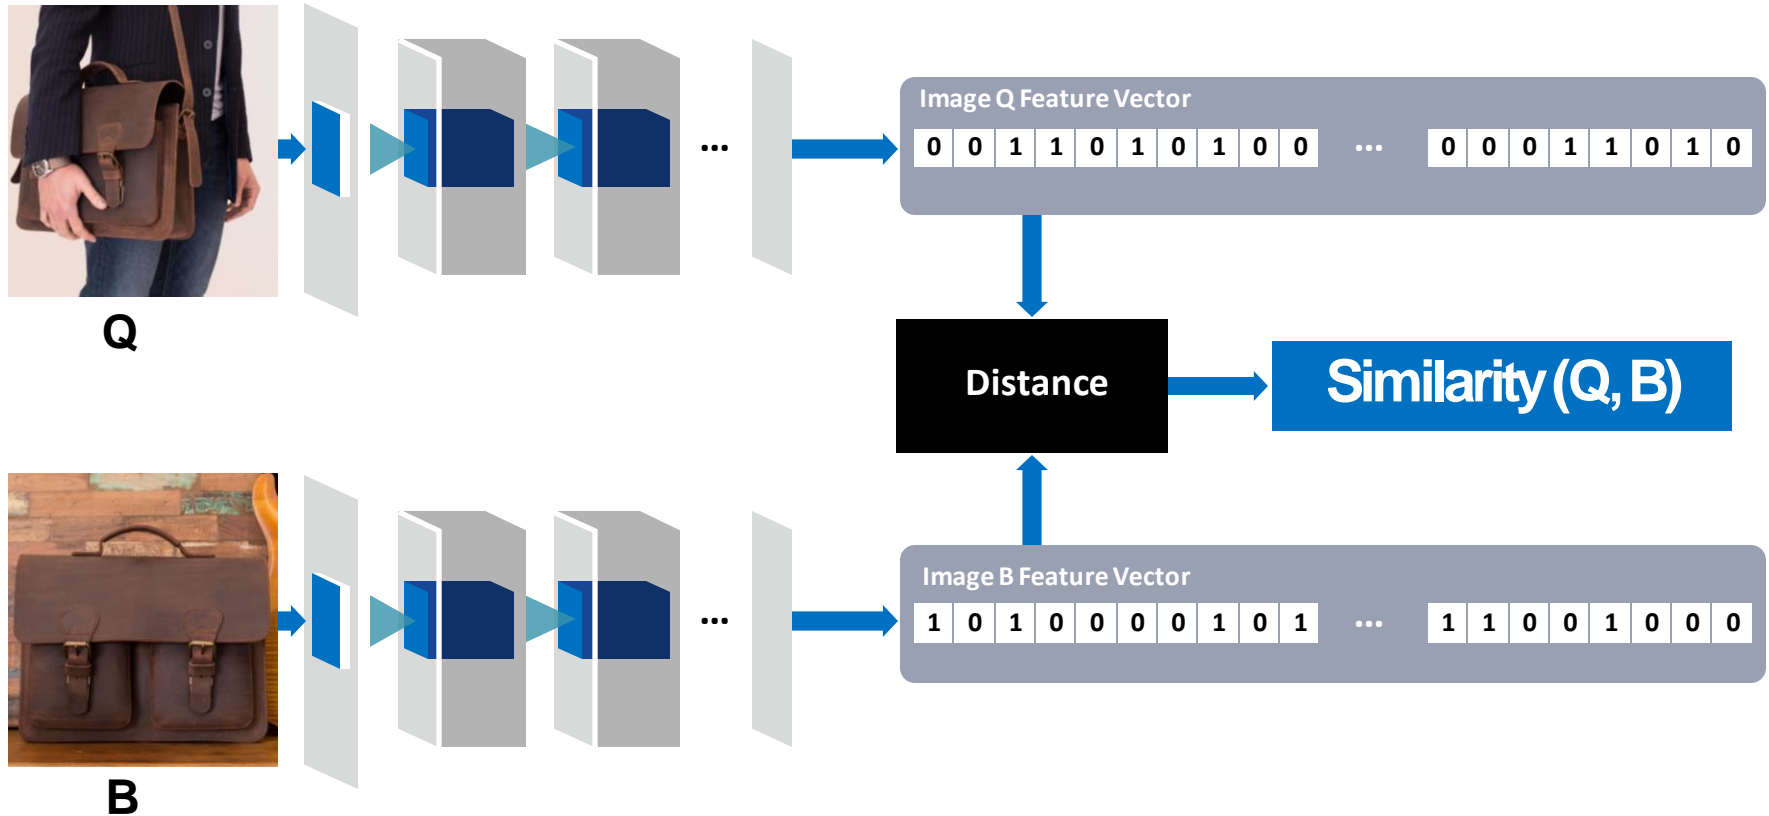 Image Q Feature Vector
0 0 1 1 0 1 0 1 0 0 ... 0 0 0 1 1 0 1 0
...
Q
Distance
Similarity (Q, B)
Image B Feature Vector
1 0 1 0 0 0 0 1 0 1 ... 1 1 0 0 1 0 0 0
...
B